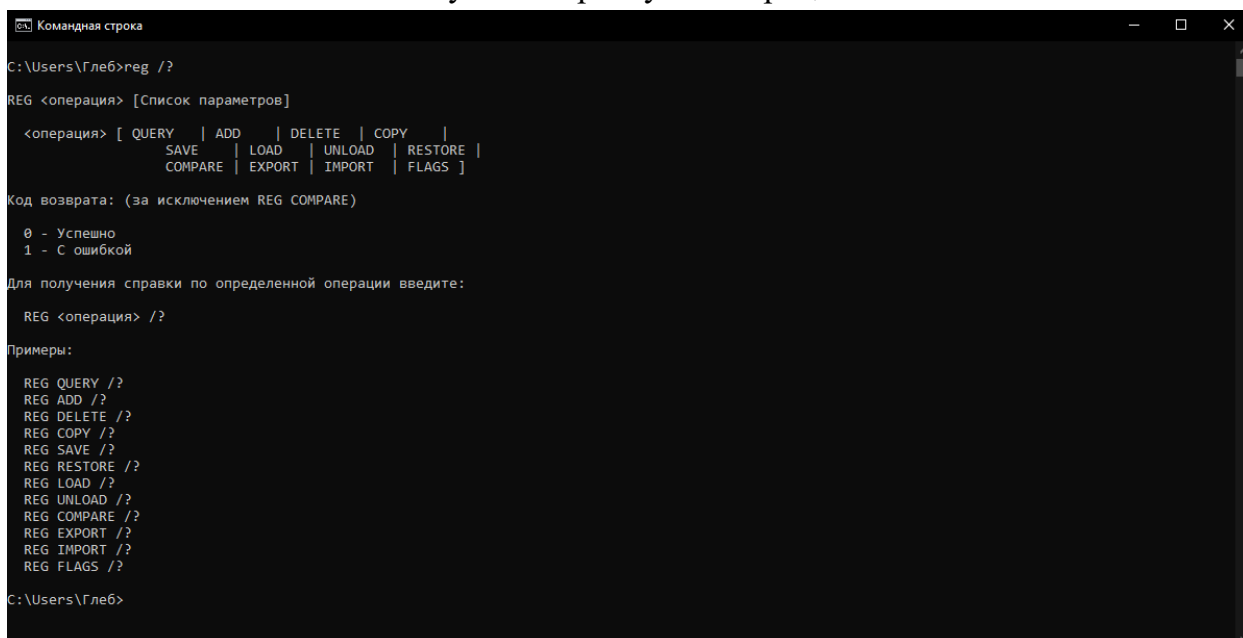 Командная строка
C:\Users\Глеб>reg /?
REG <операция> [Список параметров]
<операция> [ QUERY | ADD | DELETE | COPY |
SAVE | LOAD | UNLOAD | RESTORE |
COMPARE | EXPORT | IMPORT | FLAGS ]
Код возврата: (за исключением REG COMPARE)
0 - Успешно
1 - С ошибкой
Для получения справки по определенной операции введите:
REG <операция> /?
Примеры:
REG QUERY /?
REG ADD /?
REG DELETE /?
REG COPY /?
REG SAVE /?
REG RESTORE /?
REG LOAD /?
REG UNLOAD /?
REG COMPARE /?
REG EXPORT /?
REG IMPORT /?
REG FLAGS /?
C:\Users\Глеб>